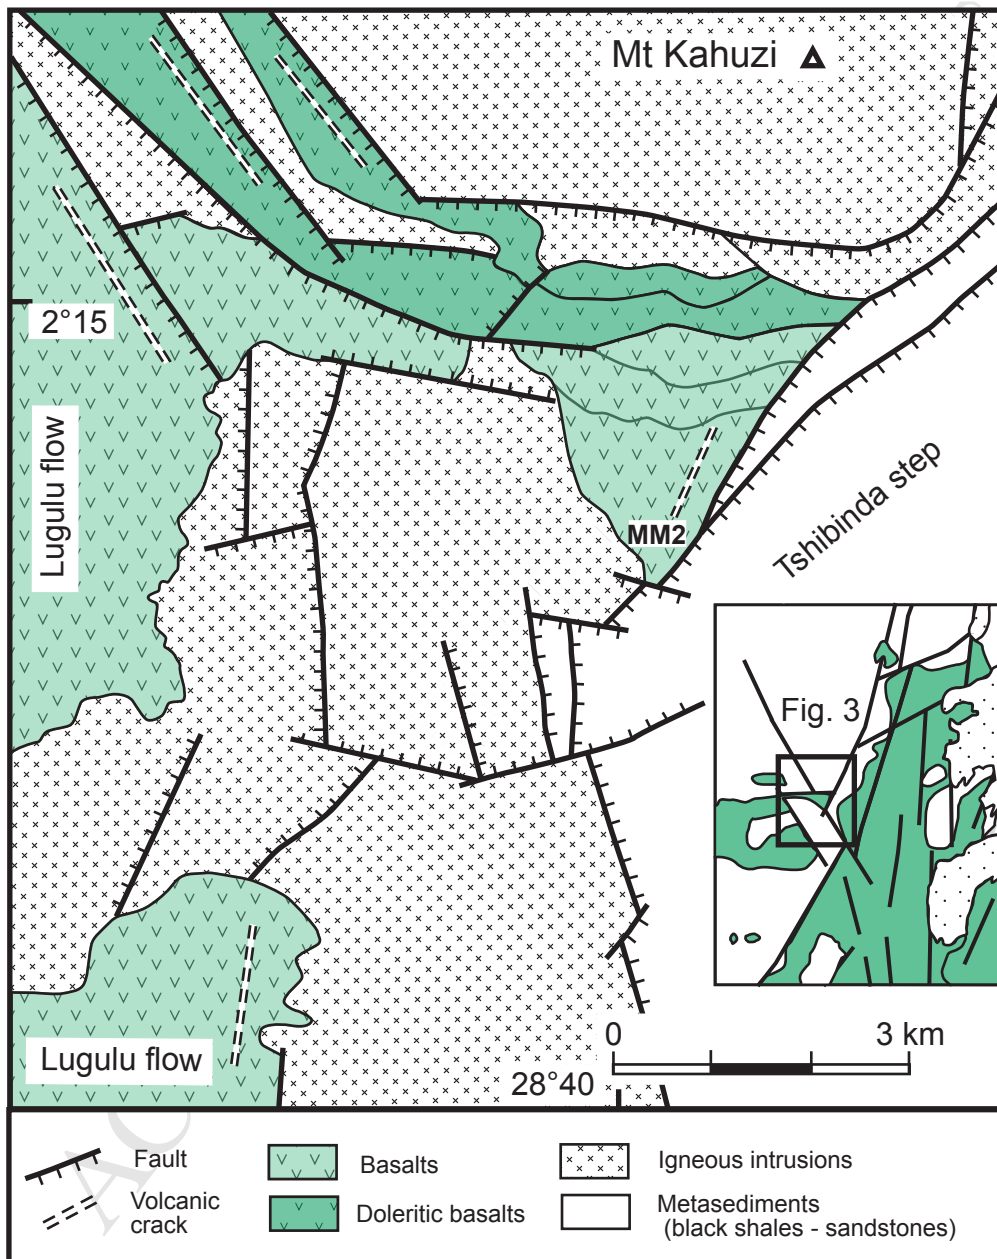 Mt Kahuzi
2°15
Lugulu flow
MM2
Tshibinda step
Fig. 3
0 3 km
Lugulu flow
28°40
Fault
Volcanic
crack
Basalts
Doleritic basalts
Igneous intrusions
Metasediments
(black shales - sandstones)
AC